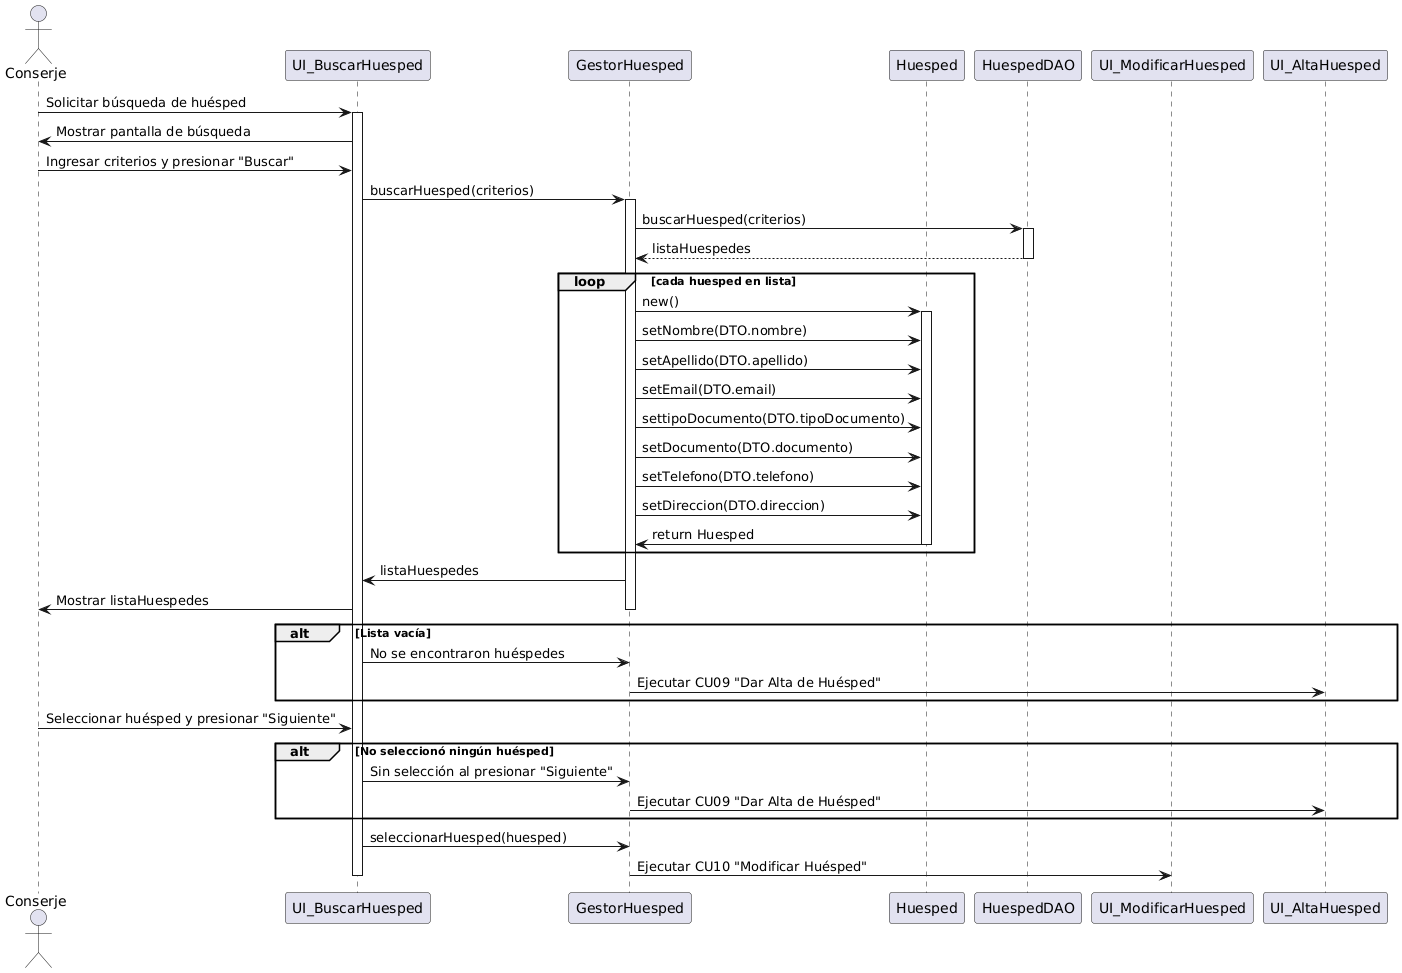 Conserje
UI_BuscarHuesped
GestorHuesped
Huesped
HuespedDAO
UI_ModificarHuesped
UI_AltaHuesped
Solicitar búsqueda de huésped
Mostrar pantalla de búsqueda
Ingresar criterios y presionar "Buscar"
buscarHuesped(criterios)
buscarHuesped(criterios)
listaHuespedes
loop
[cada huesped en lista]
new()
setNombre(DTO.nombre)
setApellido(DTO.apellido)
setEmail(DTO.email)
settipoDocumento(DTO.tipoDocumento)
setDocumento(DTO.documento)
setTelefono(DTO.telefono)
setDireccion(DTO.direccion)
return Huesped
listaHuespedes
Mostrar listaHuespedes
alt
[Lista vacía]
No se encontraron huéspedes
Ejecutar CU09 "Dar Alta de Huésped"
Seleccionar huésped y presionar "Siguiente"
alt
[No seleccionó ningún huésped]
Sin selección al presionar "Siguiente"
Ejecutar CU09 "Dar Alta de Huésped"
seleccionarHuesped(huesped)
Ejecutar CU10 "Modificar Huésped"
Conserje
UI_BuscarHuesped
GestorHuesped
Huesped
HuespedDAO
UI_ModificarHuesped
UI_AltaHuesped